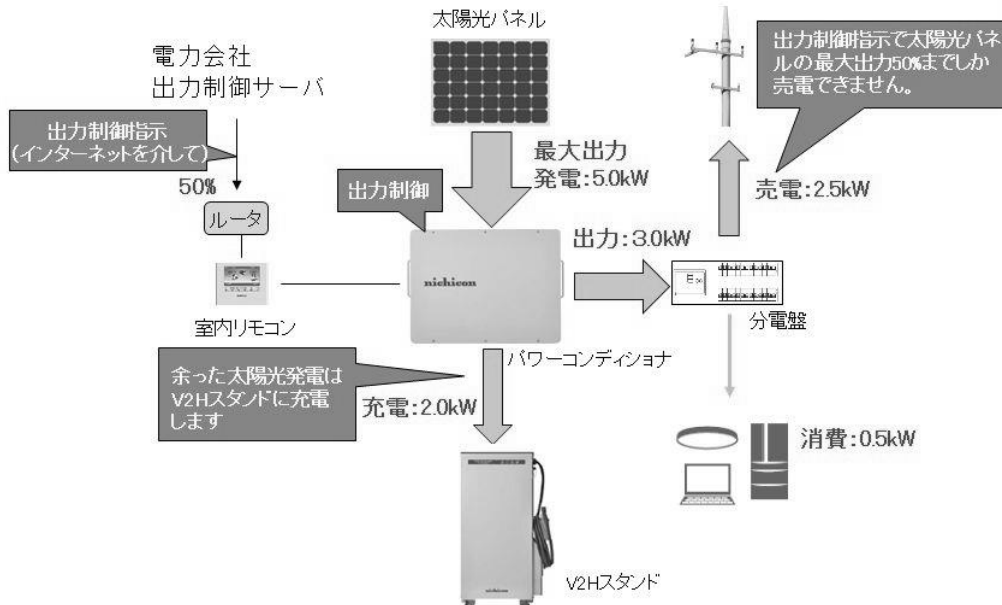 太陽光パネル
電力会社
出力制御サーバ
出力制御指示
(インターネットを介して)
50%
ルータ
室内リモコン
最大出力
発電:5.0kW
出力制御
nichicon
パワーコンディショナ
出力:3.0kW
分電盤
売電:2.5kW
出力制御指示で太陽光パネ
ルの最大出力50%までしか
売電できません。
余った太陽光発電は
V2Hスタンドに充電
します
充電:2.0kW
消費:0.5kW
nichicon
V2Hスタンド